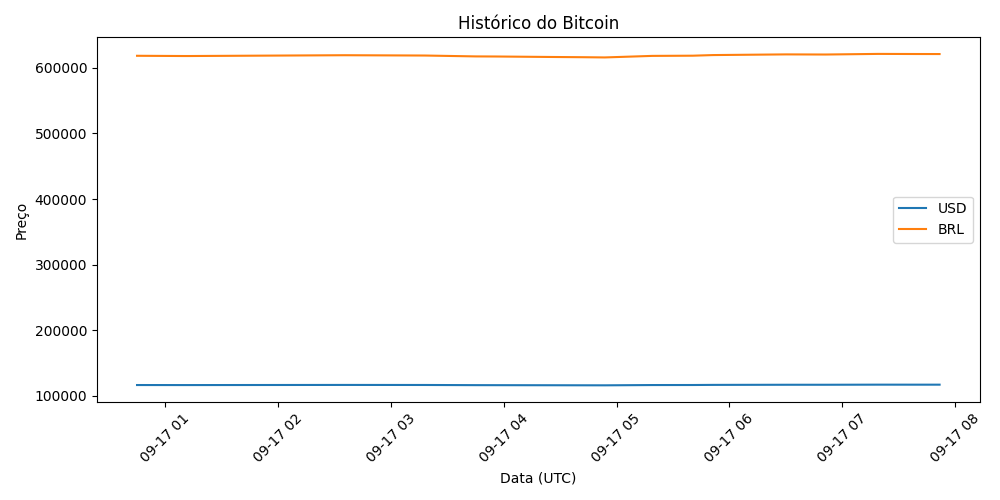 Histórico do Bitcoin
Preço
600000
500000
400000
300000
200000
100000
USD
BRL
09-17 01
09-17 02
09-17 03
09-17 04
09-17 05
09-17 06
09-17 07
09-17 08
Data (UTC)